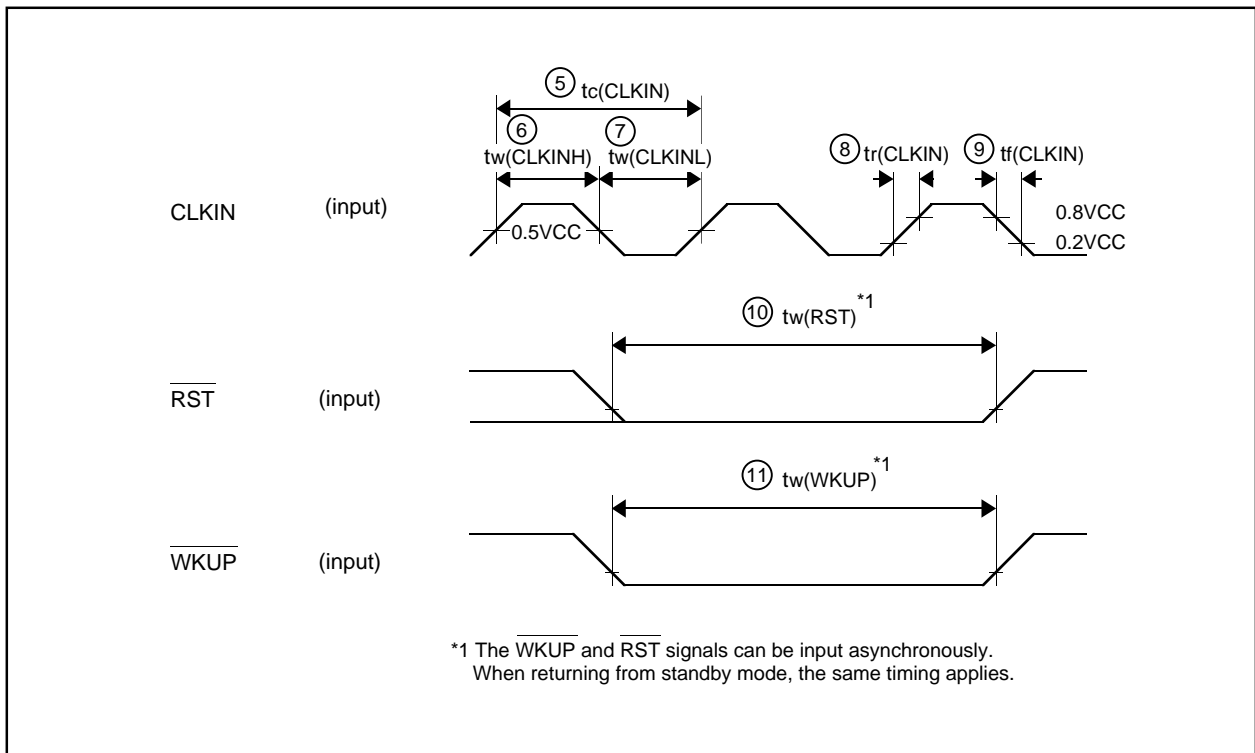 ⑤ tc(CLKIN)
⑥ ⑦
tw(CLKINH) tw(CLKINL) ⑧ tr(CLKIN) ⑨ tf(CLKIN)
CLKIN (input) 0.5VCC 0.8VCC
0.2VCC
⑩ tw(RST)*1
RST (input)
⑪ tw(WKUP)*1
WKUP (input)
*1 The WKUP and RST signals can be input asynchronously.
When returning from standby mode, the same timing applies.